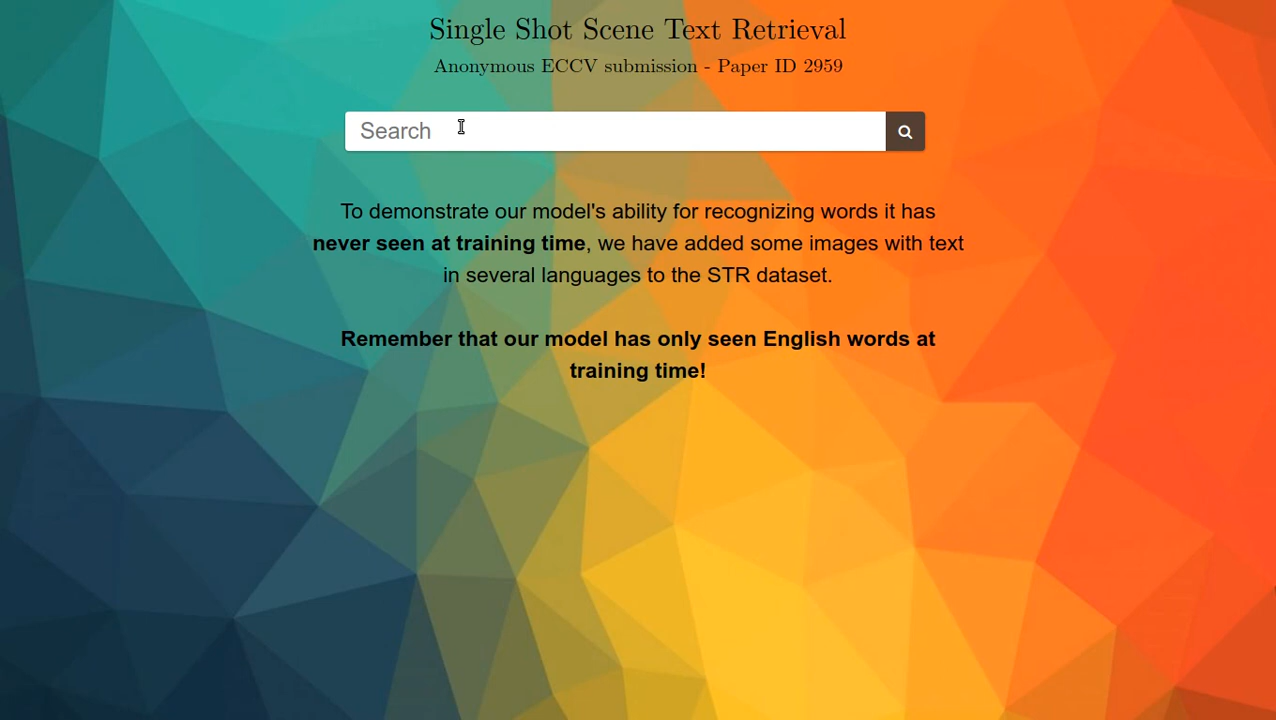 Single Shot Scene Text Retrieval
Anonymous ECCV submission - Paper ID 2959
Search
To demonstrate our model's ability for recognizing words it has
never seen at training time, we have added some images with text
in several languages to the STR dataset.
Remember that our model has only seen English words at
training time!